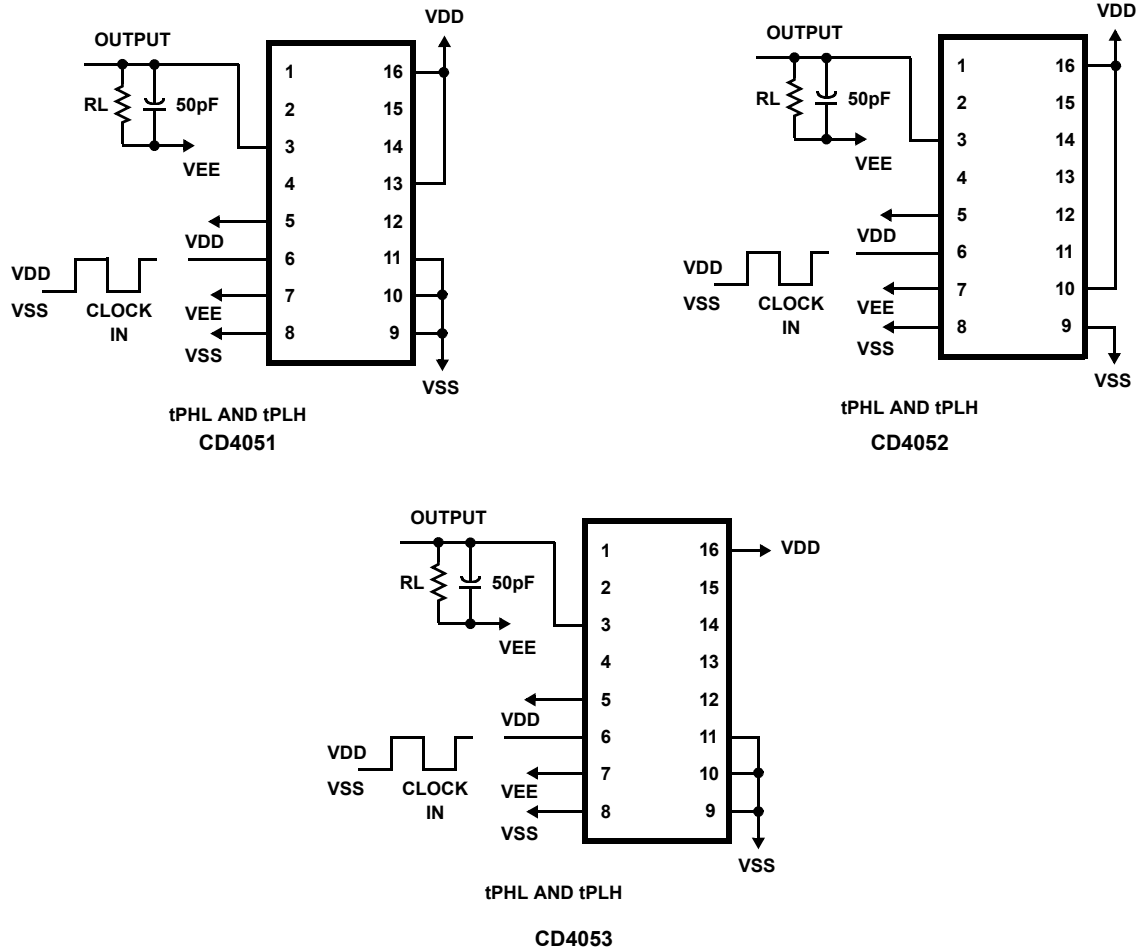 VDD
OUTPUT
1 16
RL 50pF
2 15
3 14
VEE
4 13
5 12
VDD
6 11
VDD
VSS
CLOCK
IN
7 10
VEE
8 9
VSS
VSS
tPHL AND tPLH
CD4051
VDD
OUTPUT
1 16
RL 50pF
2 15
3 14
VEE
4 13
5 12
VDD
6 11
VDD
VSS
CLOCK
IN
7 10
VEE
8 9
VSS
VSS
tPHL AND tPLH
CD4052
OUTPUT
1 16 VDD
RL 50pF
2 15
3 14
VEE
4 13
5 12
VDD
6 11
VDD
VSS
CLOCK
IN
7 10
VEE
8 9
VSS
VSS
tPHL AND tPLH
CD4053